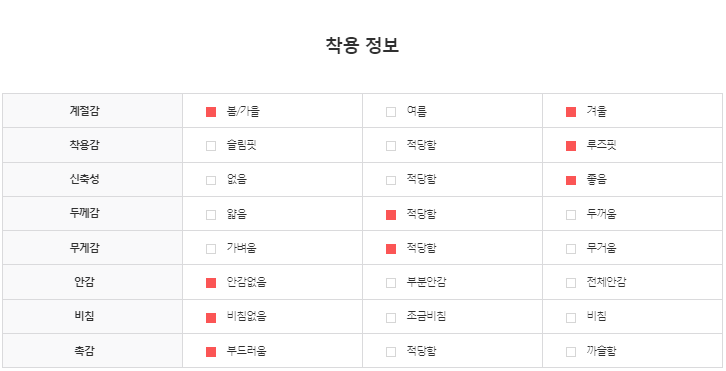 착용 정보
계절감 봄/가을 여름 겨울
착용감 슬림핏 적당함 루즈핏
신축성 없음 적당함 좋음
두께감 얇음 적당함 두꺼움
무게감 가벼움 적당함 무거움
안감 안감없음 부분안감 전체안감
비침 비침없음 조금비침 비침
촉감 부드러움 적당함 까슬함